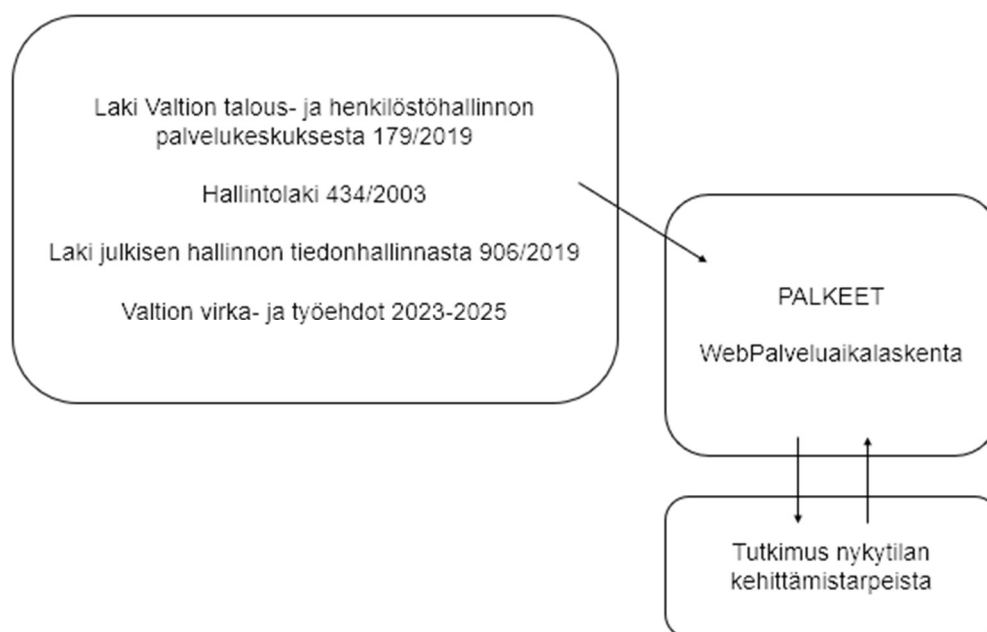 Laki Valtion talous- ja henkilöstöhallinnon
palvelukeskuksesta 179/2019
Hallintolaki 434/2003
Laki julkisen hallinnon tiedonhallinnasta 906/2019
Valtion virka- ja työehdot 2023-2025
PALKEET
WebPalveluaikalaskenta
Tutkimus nykytilan
kehittämistarpeista